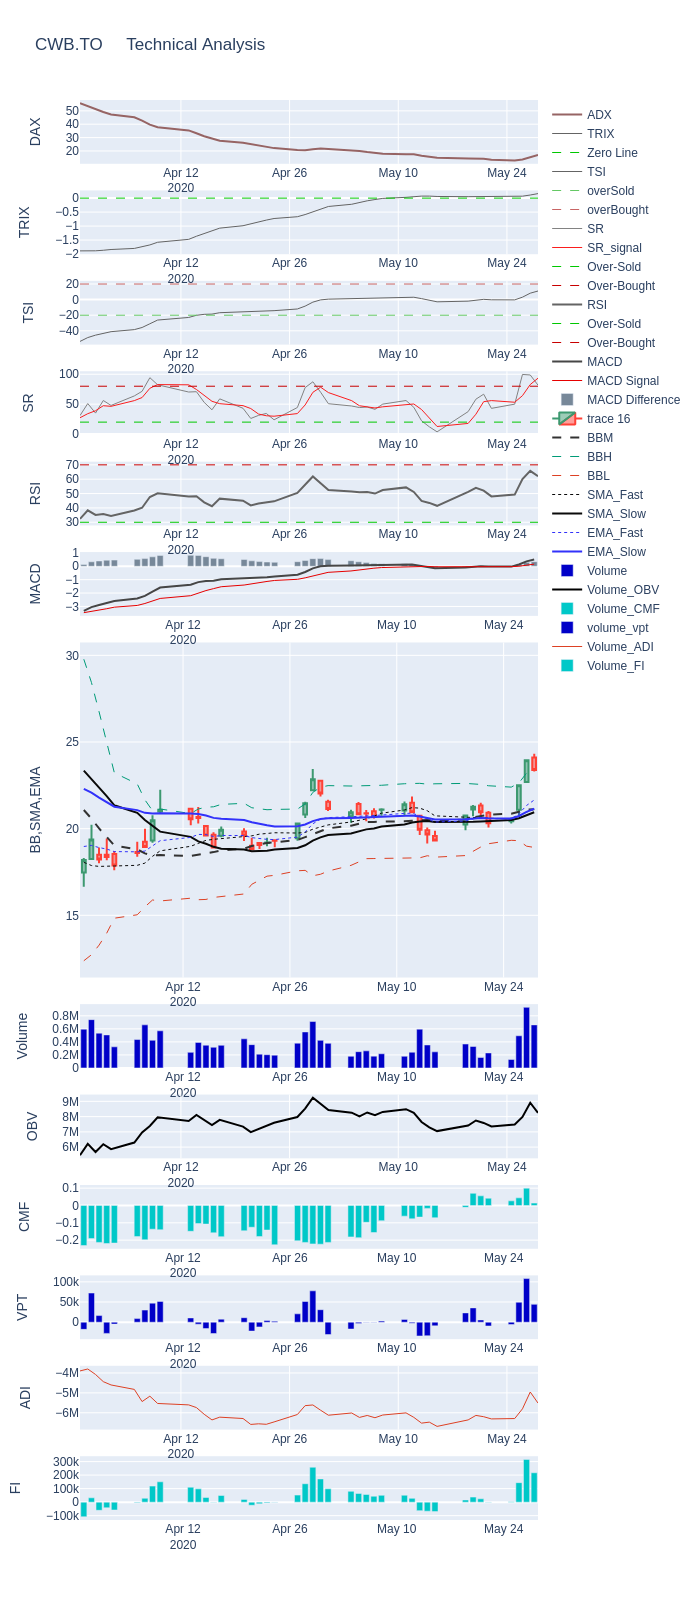 CWB.TO Technical Analysis
DAX
50
40
30
20
Apr 12
2020
Apr 26
May 10
May 24
TRIX
0
−0.5
−1
−1.5
−2
Apr 12
2020
Apr 26
May 10
May 24
TSI
20
0
−20
−40
Apr 12
2020
Apr 26
May 10
May 24
SR
100
50
0
Apr 12
2020
Apr 26
May 10
May 24
RSI
70
60
50
40
30
Apr 12
2020
Apr 26
May 10
May 24
MACD
1
0
−1
−2
−3
Apr 12
2020
Apr 26
May 10
May 24
BB,SMA,EMA
30
25
20
15
Apr 12
2020
Apr 26
May 10
May 24
Volume
0.8M
0.6M
0.4M
0.2M
0
Apr 12
2020
Apr 26
May 10
May 24
OBV
9M
8M
7M
6M
Apr 12
2020
Apr 26
May 10
May 24
CMF
0.1
0
−0.1
−0.2
Apr 12
2020
Apr 26
May 10
May 24
VPT
100k
50k
0
Apr 12
2020
Apr 26
May 10
May 24
ADI
−4M
−5M
−6M
Apr 12
2020
Apr 26
May 10
May 24
FI
300k
200k
100k
0
−100k
Apr 12
2020
Apr 26
May 10
May 24
ADX
TRIX
Zero Line
TSI
overSold
overBought
SR
SR_signal
Over-Sold
Over-Bought
RSI
Over-Sold
Over-Bought
MACD
MACD Signal
MACD Difference
trace 16
BBM
BBH
BBL
SMA_Fast
SMA_Slow
EMA_Fast
EMA_Slow
Volume
Volume_OBV
Volume_CMF
volume_vpt
Volume_ADI
Volume_FI